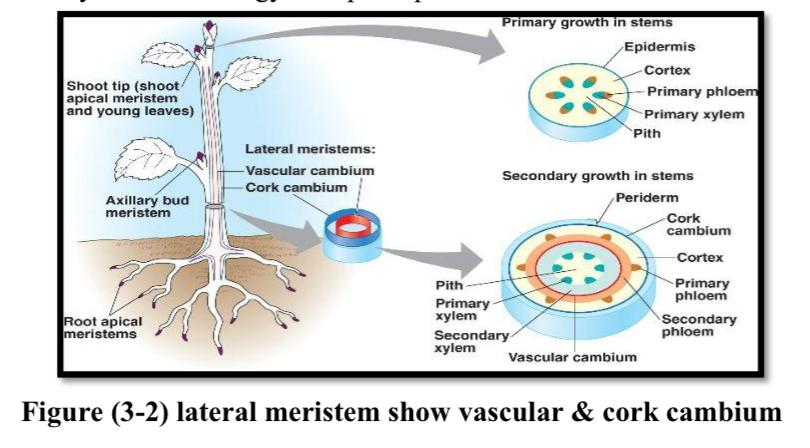 Primary growth in stems
Epidermis
Cortex
Primary phloem
Primary xylem
Pith
Shoot tip (shoot
apical meristem
and young leaves)
Lateral meristems:
Vascular cambium
Cork cambium
Axillary bud
meristem
Root apical
meristems
Secondary growth in stems
Periderm
Cork
cambium
Cortex
Primary
phloem
Secondary
phloem
Pith
Primary
xylem
Secondary
xylem
Vascular cambium
Figure (3-2) lateral meristem show vascular & cork cambium